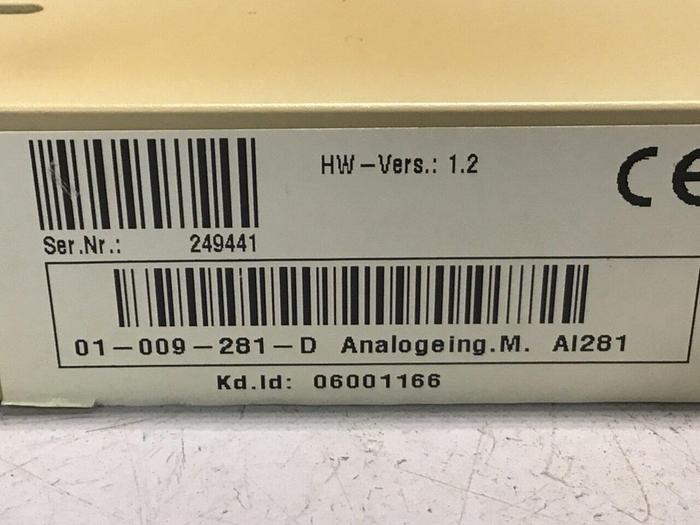 HW-Vers.: 1.2
CE
Ser.Nr.: 249441
01-009-281-D Analogeing.M. AI281
Kd.Id: 06001166